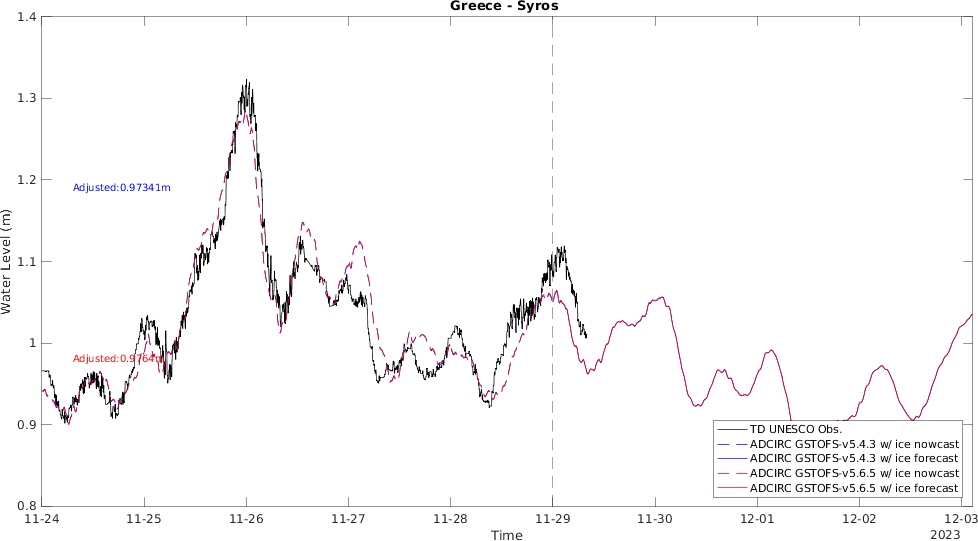 Greece - Syros
1.4
1.3
1.2
1.1
1
0.9
0.8
Water Level (m)
Adjusted:0.97341m
Adjusted:0.9764m
TD UNESCO Obs.
ADCIRC GSTOFS-v5.4.3 w/ ice nowcast
ADCIRC GSTOFS-v5.4.3 w/ ice forecast
ADCIRC GSTOFS-v5.6.5 w/ ice nowcast
ADCIRC GSTOFS-v5.6.5 w/ ice forecast
11-24 11-25 11-26 11-27 11-28 11-29 11-30 12-01 12-02 12-03
Time
2023